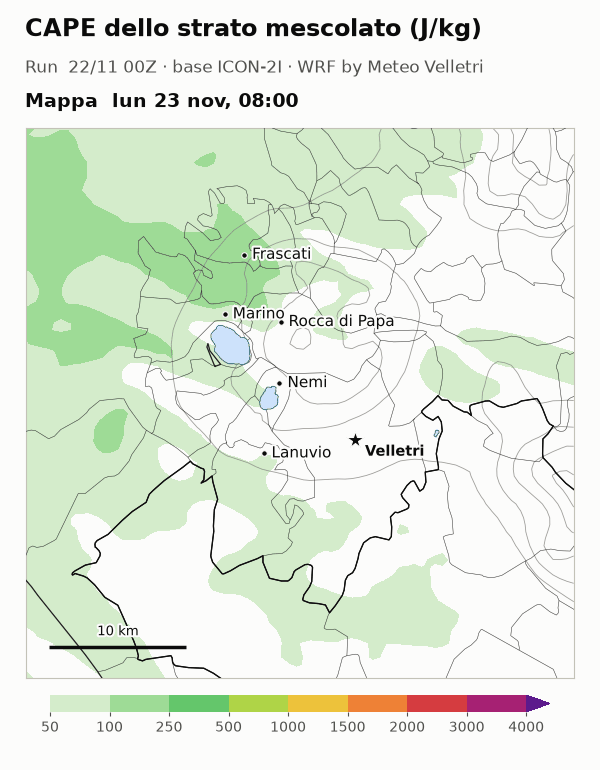 CAPE dello strato mescolato (J/kg)
Run  22/11 00Z · base ICON-2I · WRF by Meteo Velletri
Mappa  lun 23 nov, 08:00
Frascati
Marino
Rocca di Papa
Nemi
Velletri
Lanuvio
10 km
50 100 250 500 1000 1500 2000 3000 4000